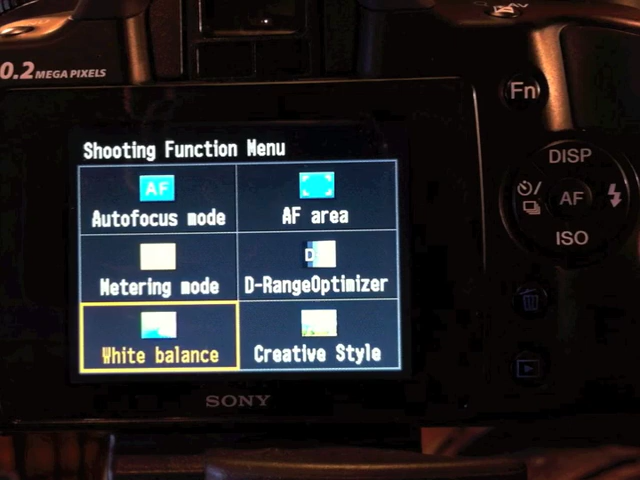 0.2 MEGA PIXELS
Fn
Shooting Function Menu
AF
Autofocus mode
AF area
Metering mode
D
D-RangeOptimizer
White balance
Creative Style
DISP
AF
ISO
SONY